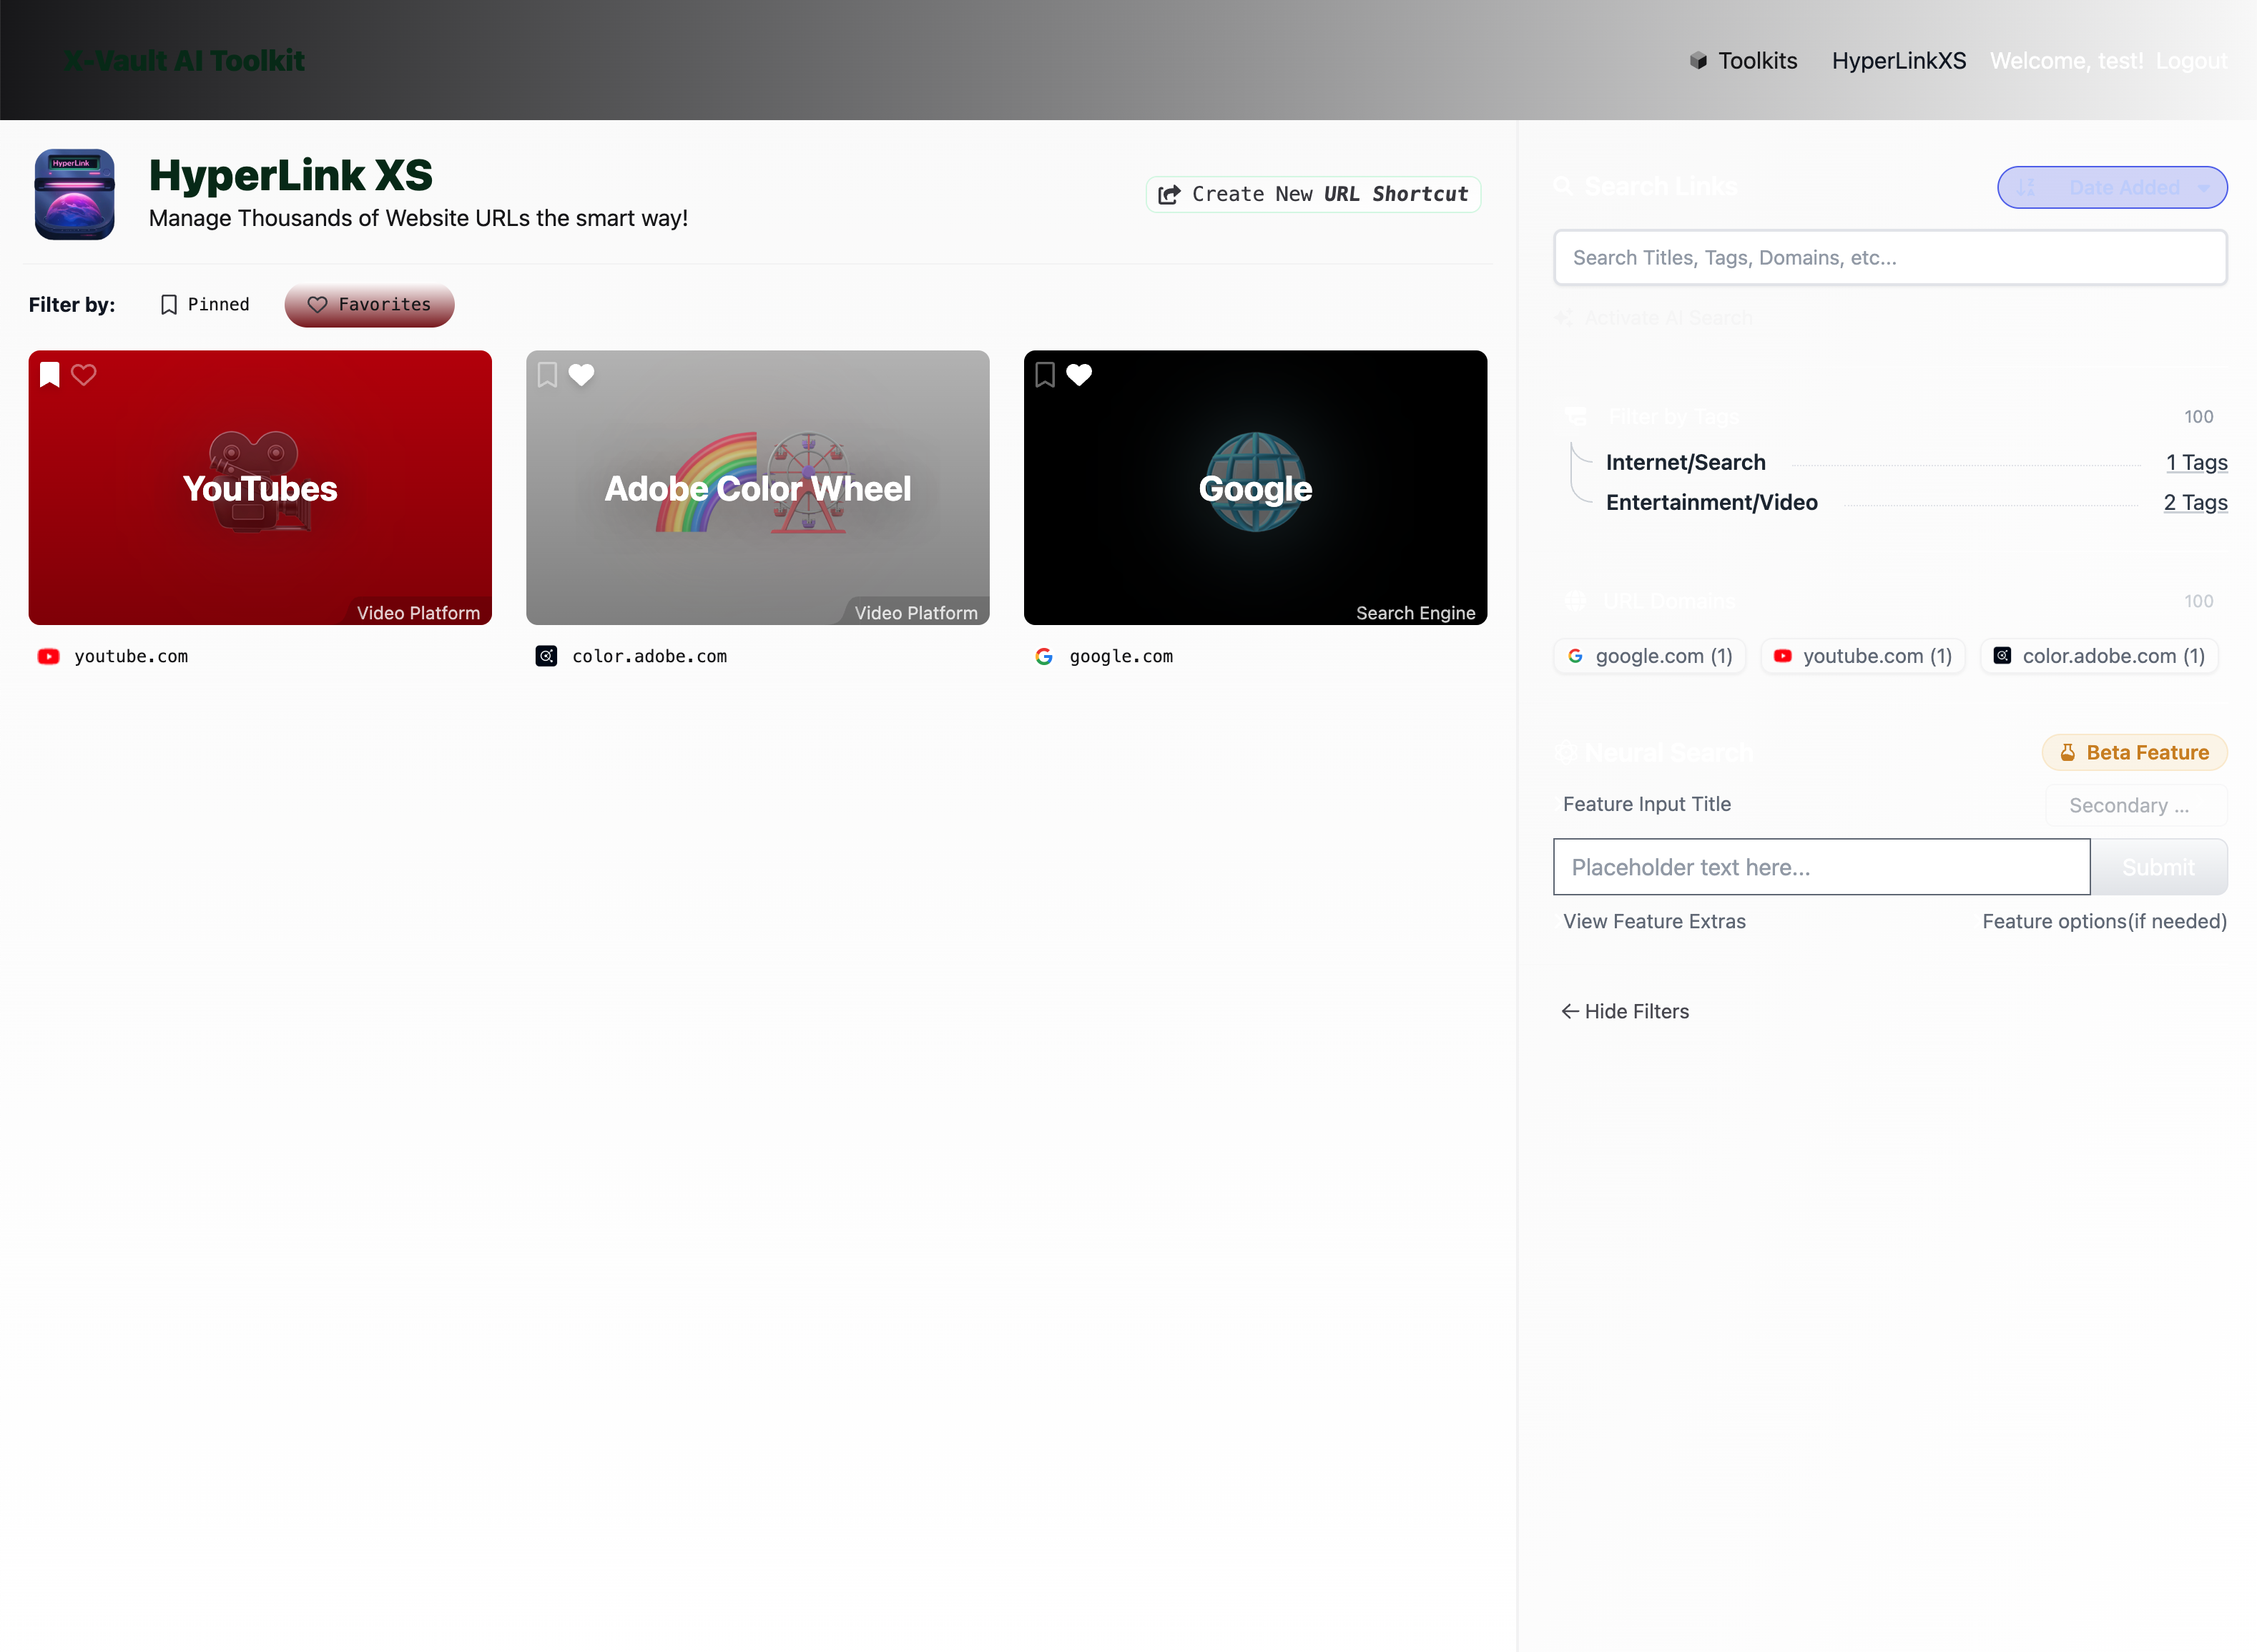 X-Vault AI Toolkit
Toolkits
HyperLinkXS
Welcome, test!
Logout
HyperLink
HyperLink XS
Manage Thousands of Website URLs the smart way!
Create New URL Shortcut
Filter by:
Pinned
Favorites
YouTubes
Video Platform
youtube.com
Adobe Color Wheel
Video Platform
color.adobe.com
Google
Search Engine
google.com
Search Links
Date Added
Search Titles, Tags, Domains, etc...
Activate AI Search
Filter by Tags
100
Internet/Search
1 Tags
Entertainment/Video
2 Tags
URL Domains
100
google.com (1)
youtube.com (1)
color.adobe.com (1)
Neural Search
Beta Feature
Feature Input Title
Secondary ...
Placeholder text here...
Submit
View Feature Extras
Feature options(if needed)
Hide Filters